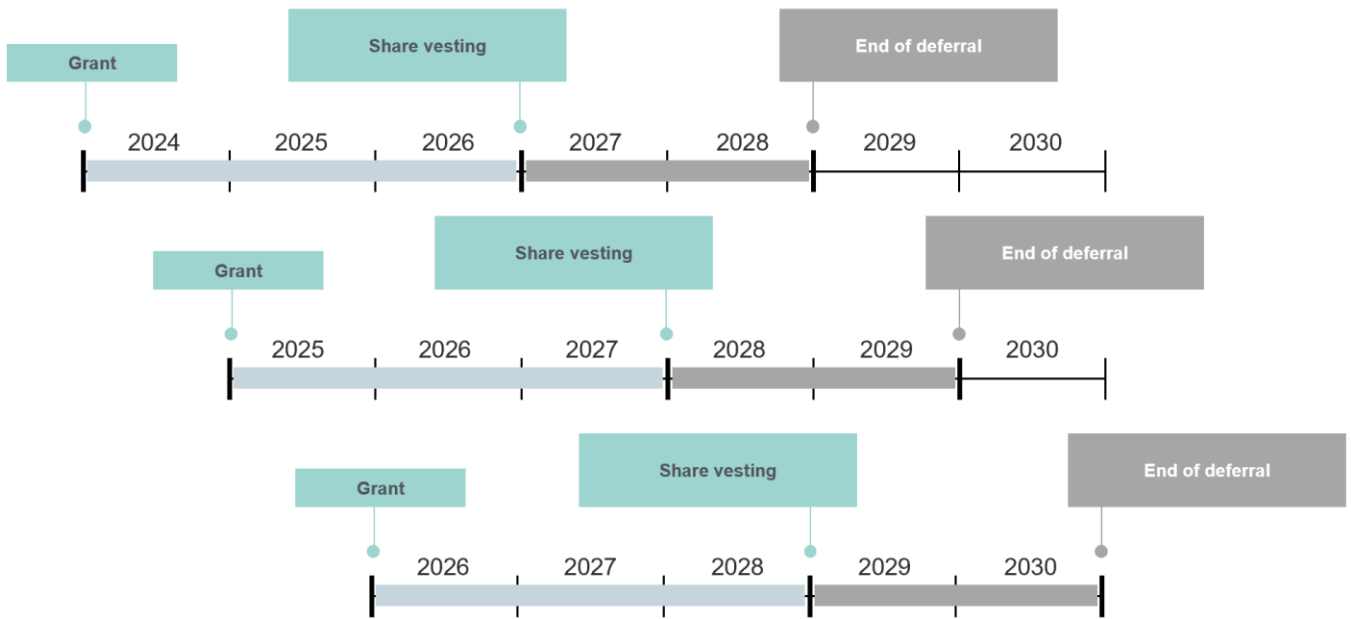 Grant
Share vesting
End of deferral
2024 2025 2026 2027 2028 2029 2030
Grant
Share vesting
End of deferral
2025 2026 2027 2028 2029 2030
Grant
Share vesting
End of deferral
2026 2027 2028 2029 2030